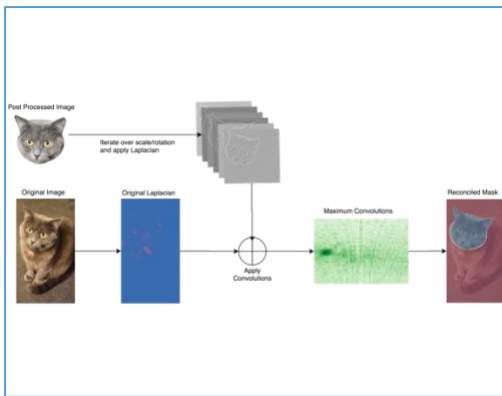 Post Processed Image
Iterate over scale/rotation
and apply Laplacian
Original Image
Original Laplacian
Reconciled Mask
Maximum Convolutions
Apply
Convolutions